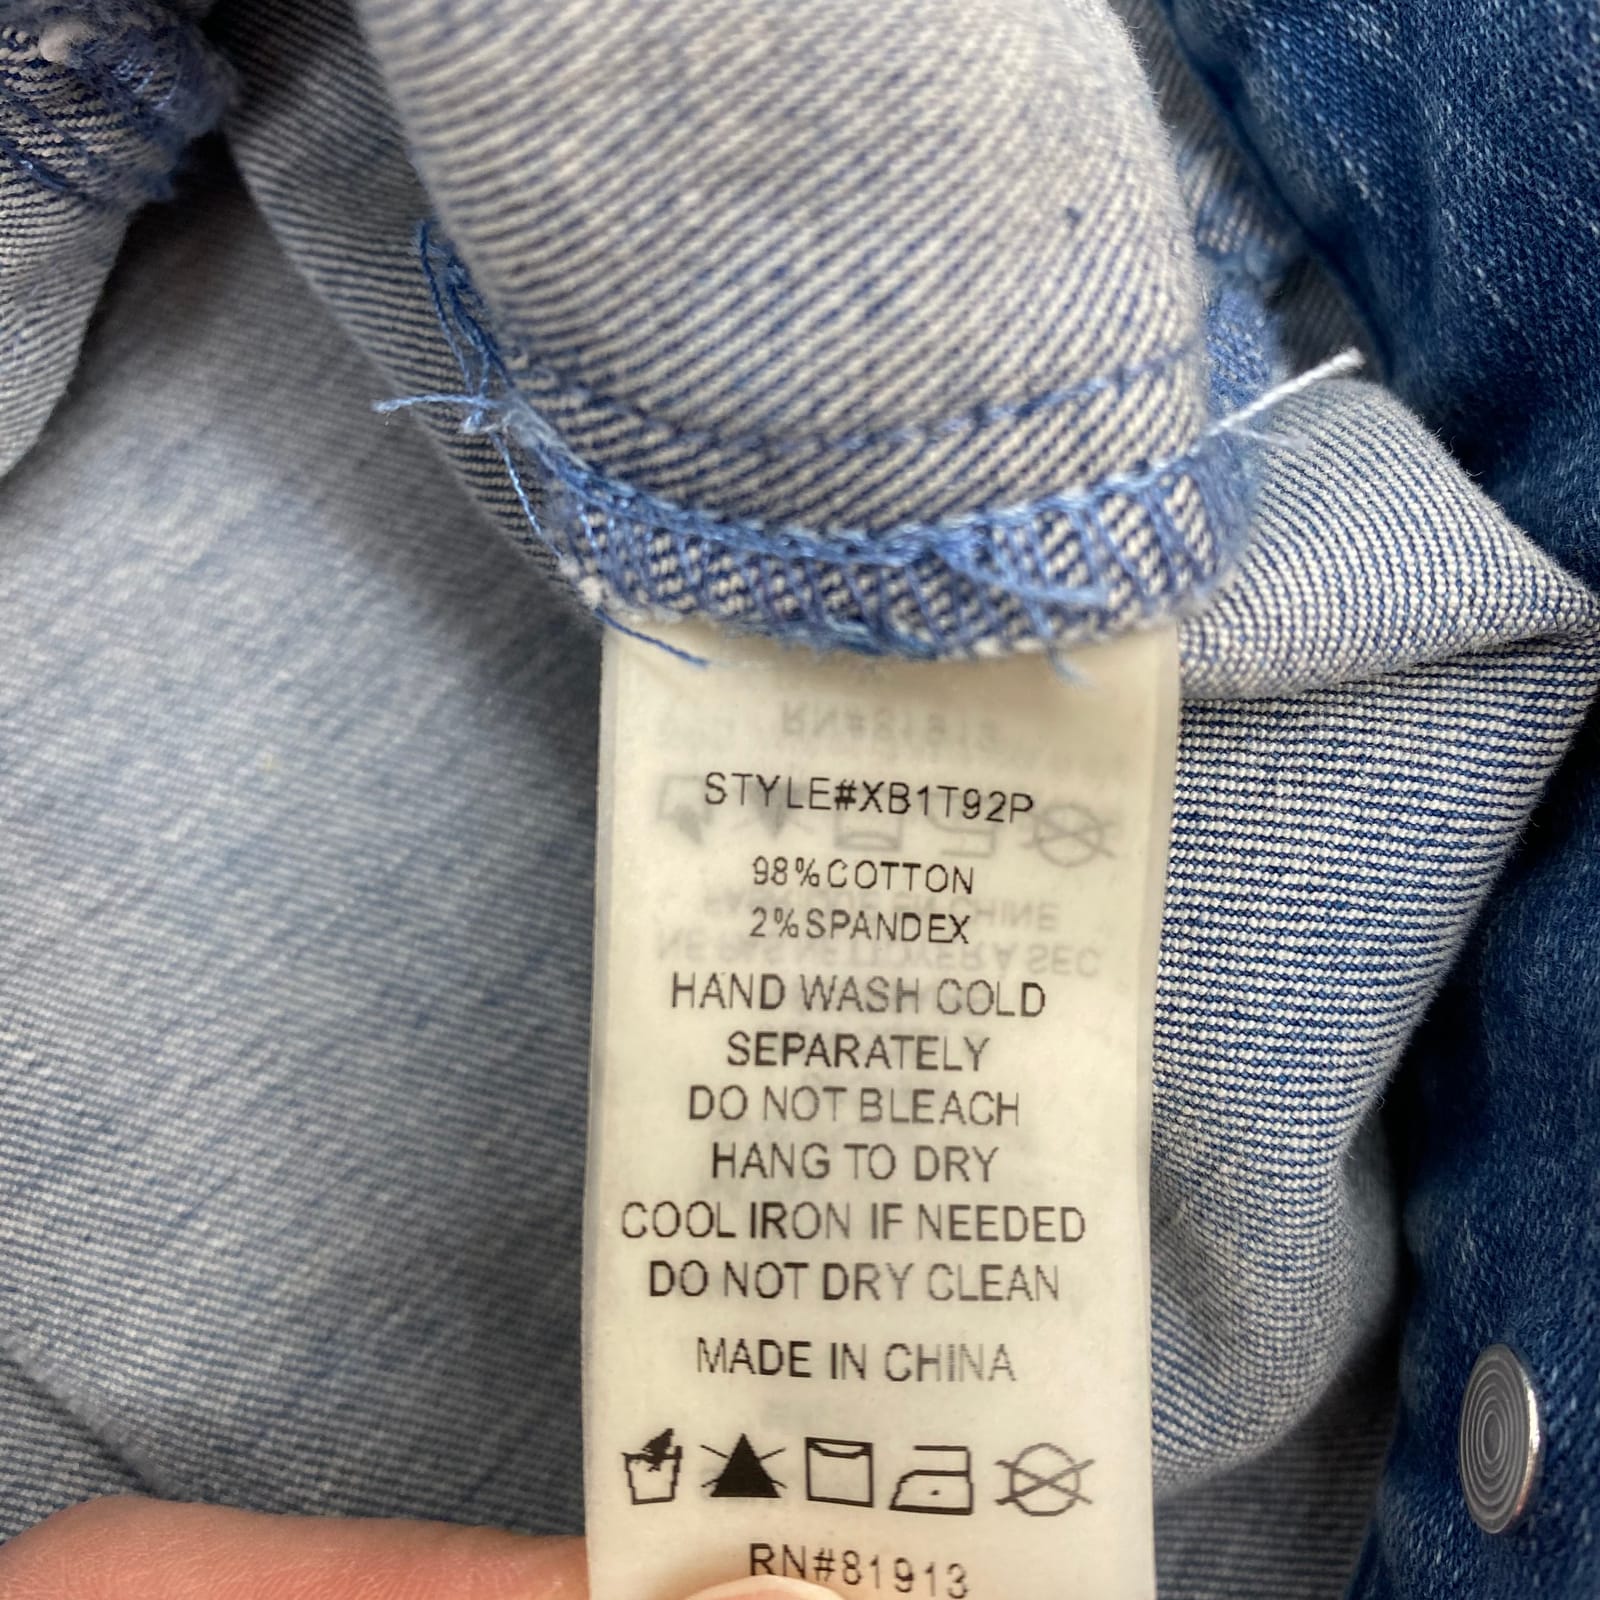 STYLE#XB1T92P
98%COTTON
2%SPANDEX
HAND WASH COLD
SEPARATELY
DO NOT BLEACH
HANG TO DRY
COOL IRON IF NEEDED
DO NOT DRY CLEAN
MADE IN CHINA
RN#81913